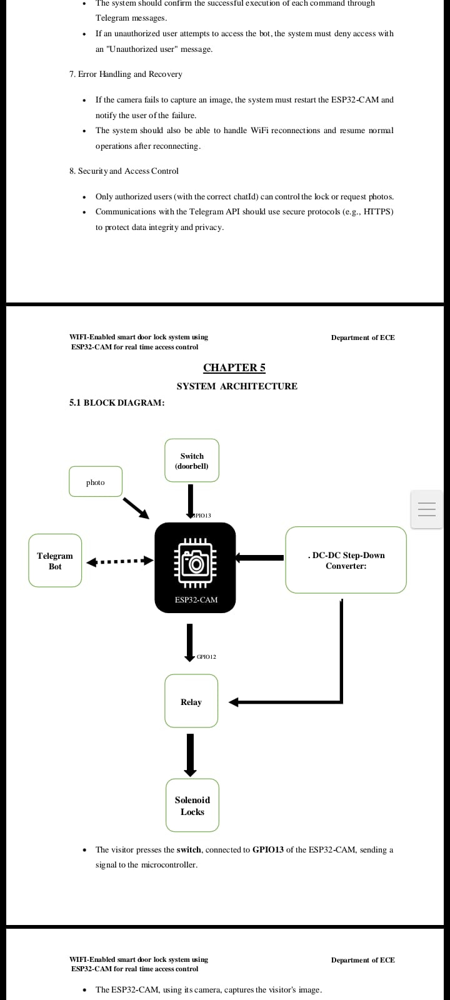 • The system should confirm the successful execution of each command through
Telegram messages.
• If an unauthorized user attempts to access the bot, the system must deny access with
an "Unauthorized user" message.
7. Error Handling and Recovery
• If the camera fails to capture an image, the system must restart the ESP32-CAM and
notify the user of the failure.
• The system should also be able to handle WiFi reconnections and resume normal
operations after reconnecting.
8. Security and Access Control
• Only authorized users (with the correct chatId) can control the lock or request photos.
• Communications with the Telegram API should use secure protocols (e.g., HTTPS)
to protect data integrity and privacy.
WIFI-Enabled smart door lock system using
ESP32-CAM for real time access control
Department of ECE
CHAPTER 5
SYSTEM ARCHITECTURE
5.1 BLOCK DIAGRAM:
Switch
(doorbell)
photo
GPIO13
Telegram
Bot
ESP32-CAM
. DC-DC Step-Down
Converter:
GPIO12
Relay
Solenoid
Locks
• The visitor presses the switch, connected to GPIO13 of the ESP32-CAM, sending a
signal to the microcontroller.
WIFI-Enabled smart door lock system using
ESP32-CAM for real time access control
Department of ECE
• The ESP32-CAM, using its camera, captures the visitor's image.